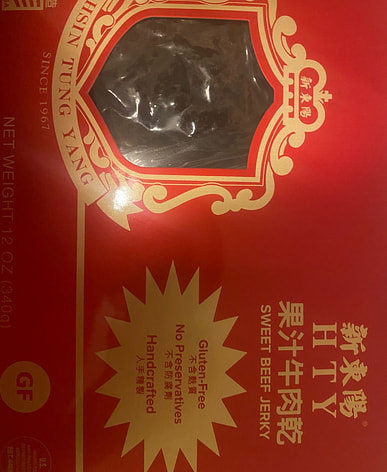 HSIN TUNG YANG
SINCE 1967
新東陽
新東陽
HTY
果汁牛肉乾
SWEET BEEF JERKY
Gluten-Free
不含麩質
No Preservatives
不含防腐劑
Handcrafted
人手機製
NET WEIGHT 12 OZ (340g)
GF